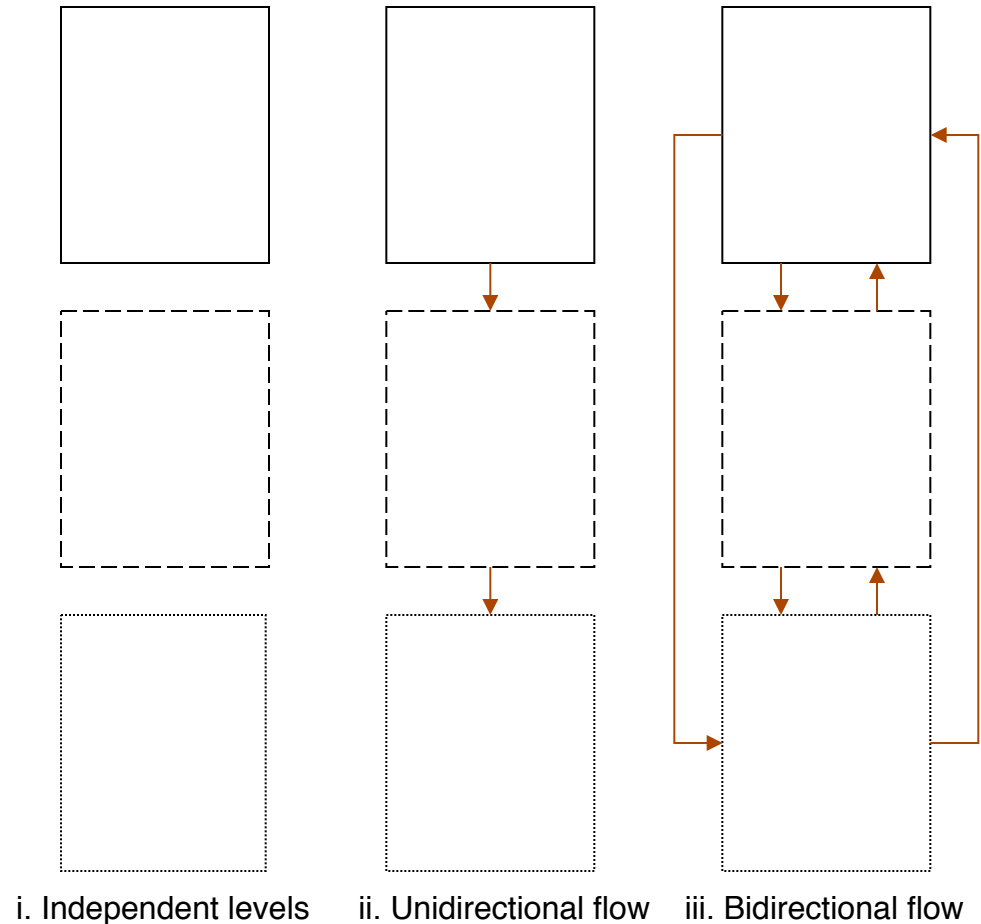 i. Independent levels
ii. Unidirectional flow
iii. Bidirectional flow